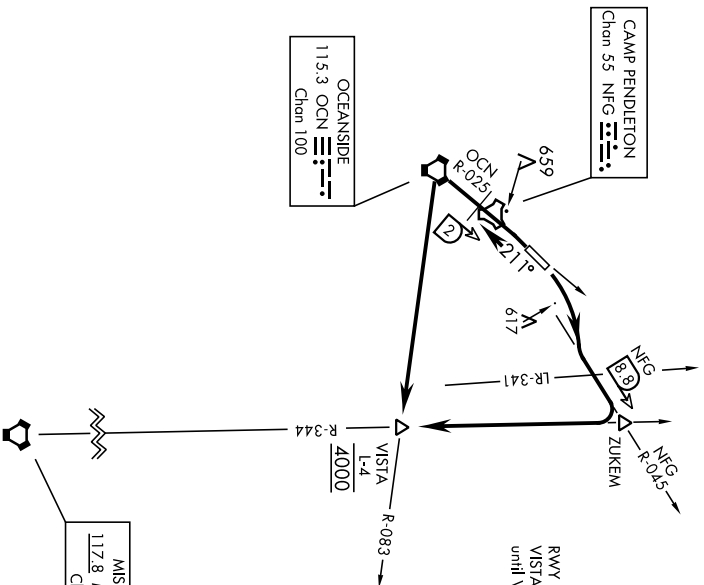 CAMP PENDLETON
Chan 55 NFG
OCEANSIDE
115.3 OCN
Chan 100
659
OCN
R-025
2
211°
617
NFG
8.8
LR-341
ZUKEM
NFG
R-045
R-344
VISTA
L-4
4000
R-083
RWY
VISTA
until
MIS
117.8